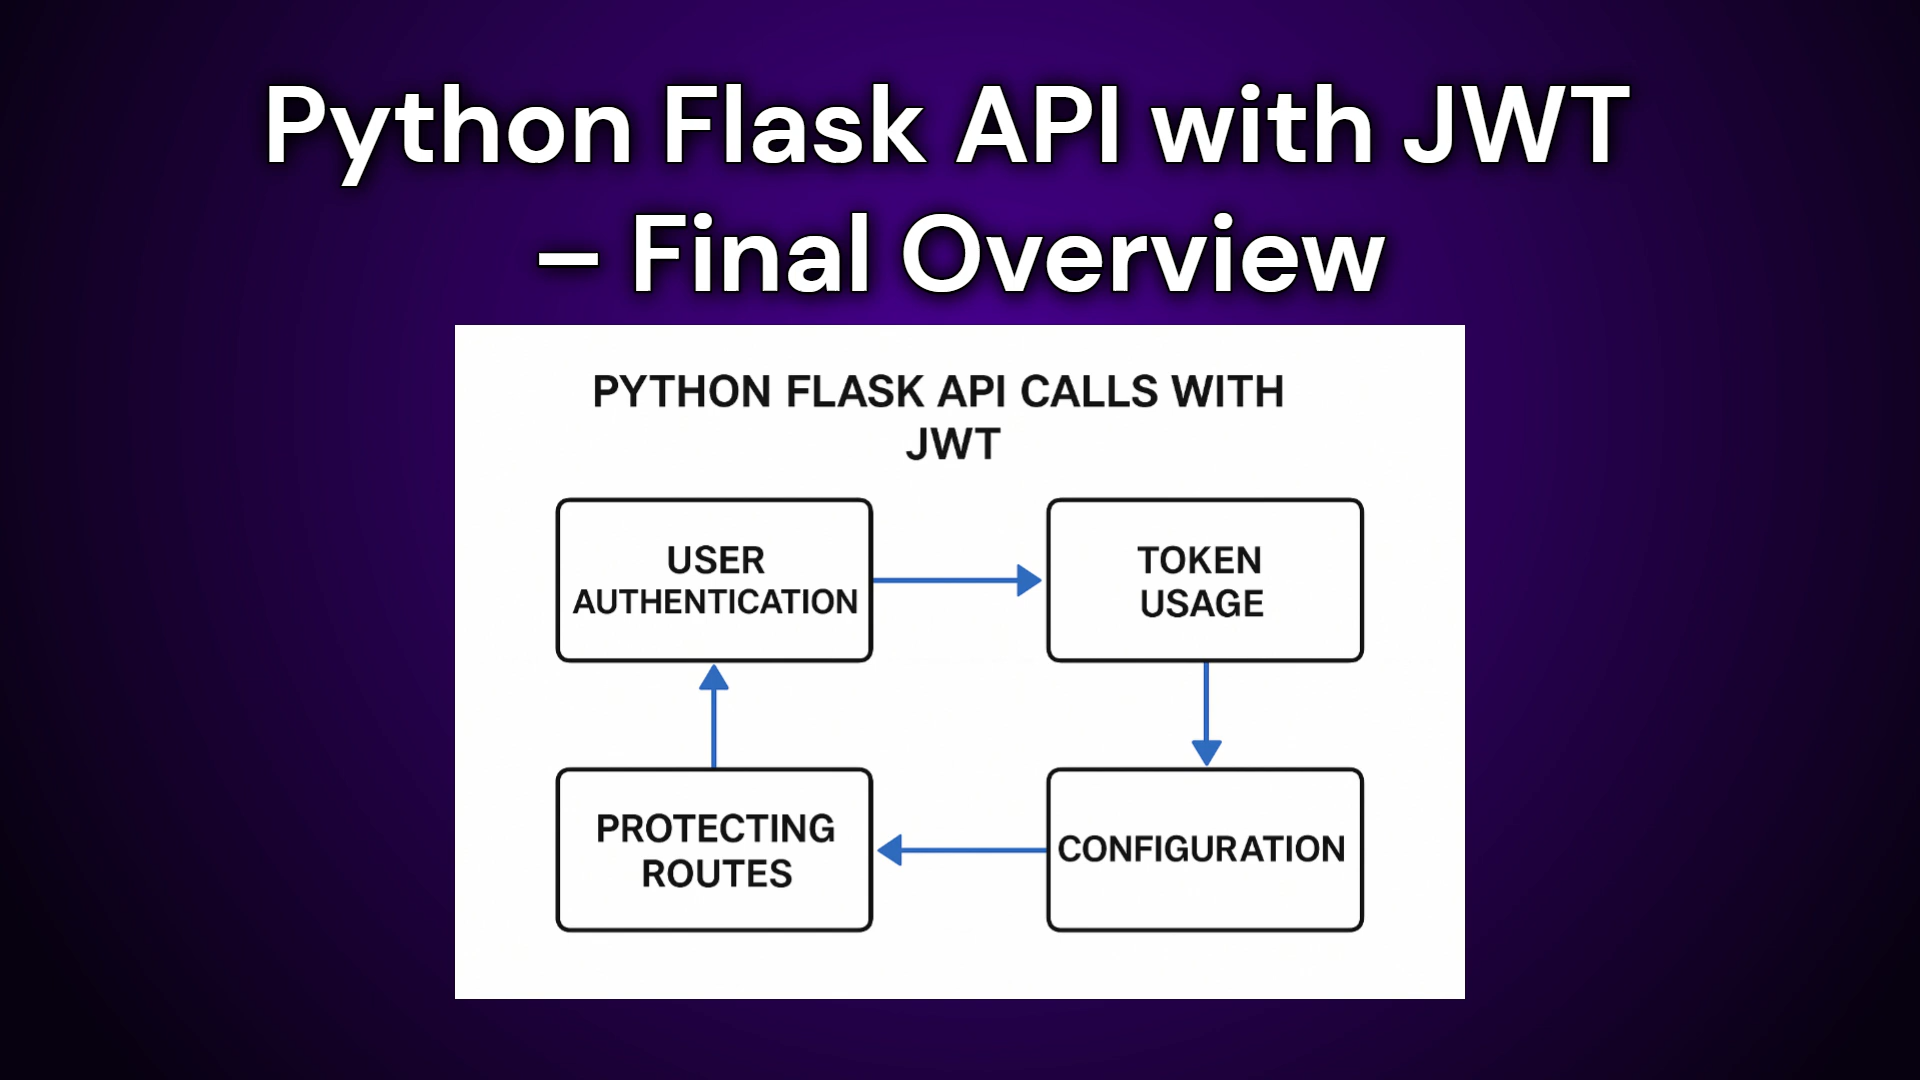 Python Flask API with JWT
– Final Overview
PYTHON FLASK API CALLS WITH
JWT
USER
AUTHENTICATION
TOKEN
USAGE
PROTECTING
ROUTES
CONFIGURATION